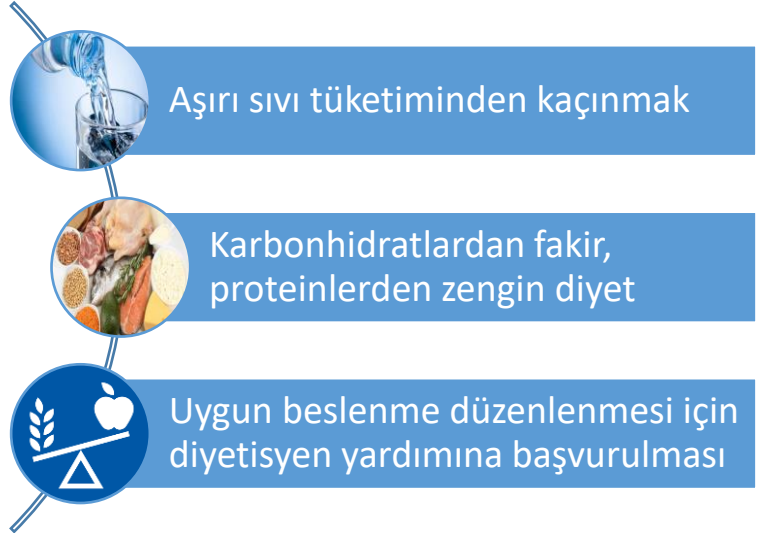 Aşırı sıvı tüketiminden kaçınmak
Karbonhidratlardan fakir,
proteinlerden zengin diyet
Uygun beslenme düzenlenmesi için
diyetisyen yardımına başvurulması